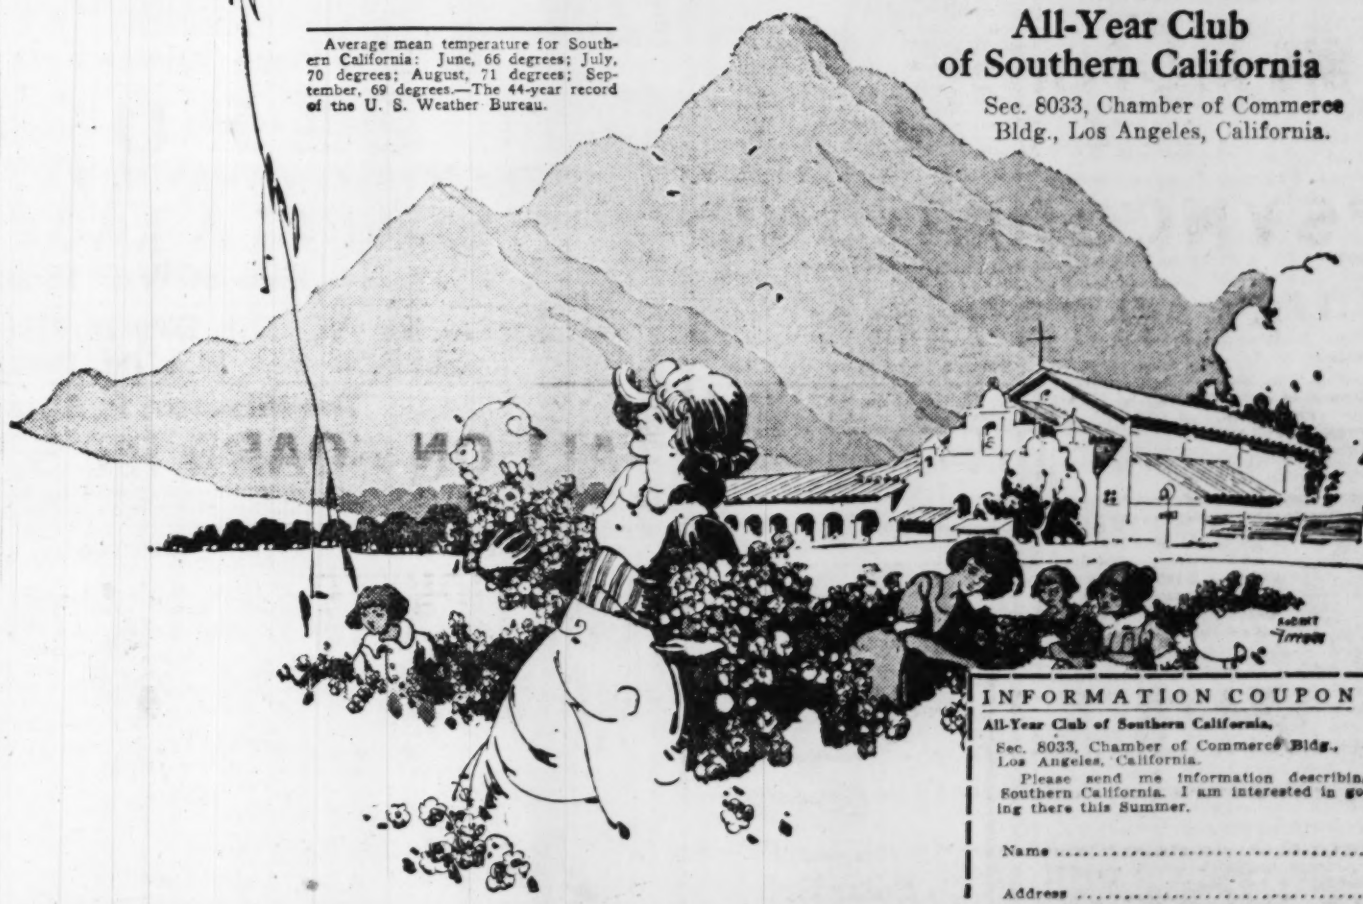 Average mean temperature for South-
ern California: June, 66 degrees; July,
70 degrees; August, 71 degrees; Sep-
tember, 69 degrees.—The 44-year record
of the U. S. Weather Bureau.
All-Year Club
of Southern California
Sec. 8033, Chamber of Commerce
Bldg., Los Angeles, California.
INFORMATION COUPON
All-Year Club of Southern California,
Sec. 8033, Chamber of Commerce Bldg.,
Los Angeles, California.
Please send me information describin
Southern California. I am interested in go
ing there this Summer.
Name
Address